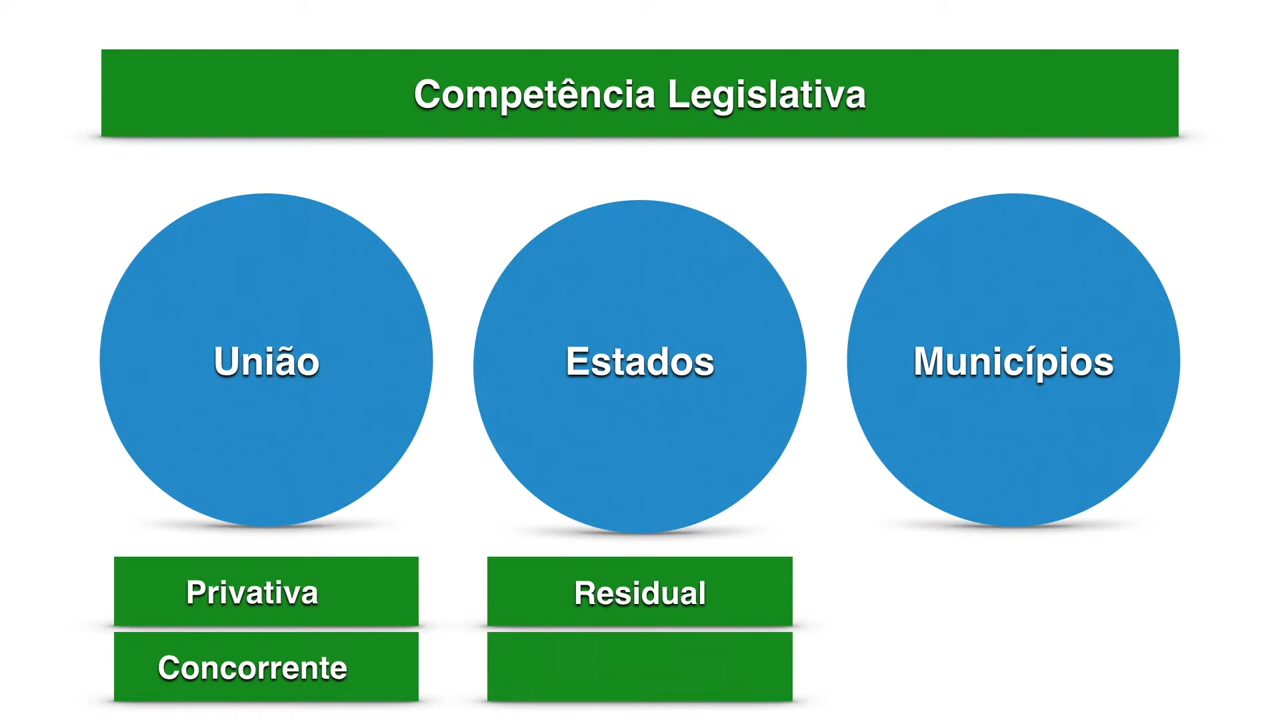 Competência Legislativa
União
Estados
Municípios
Privativa
Residual
Concorrente